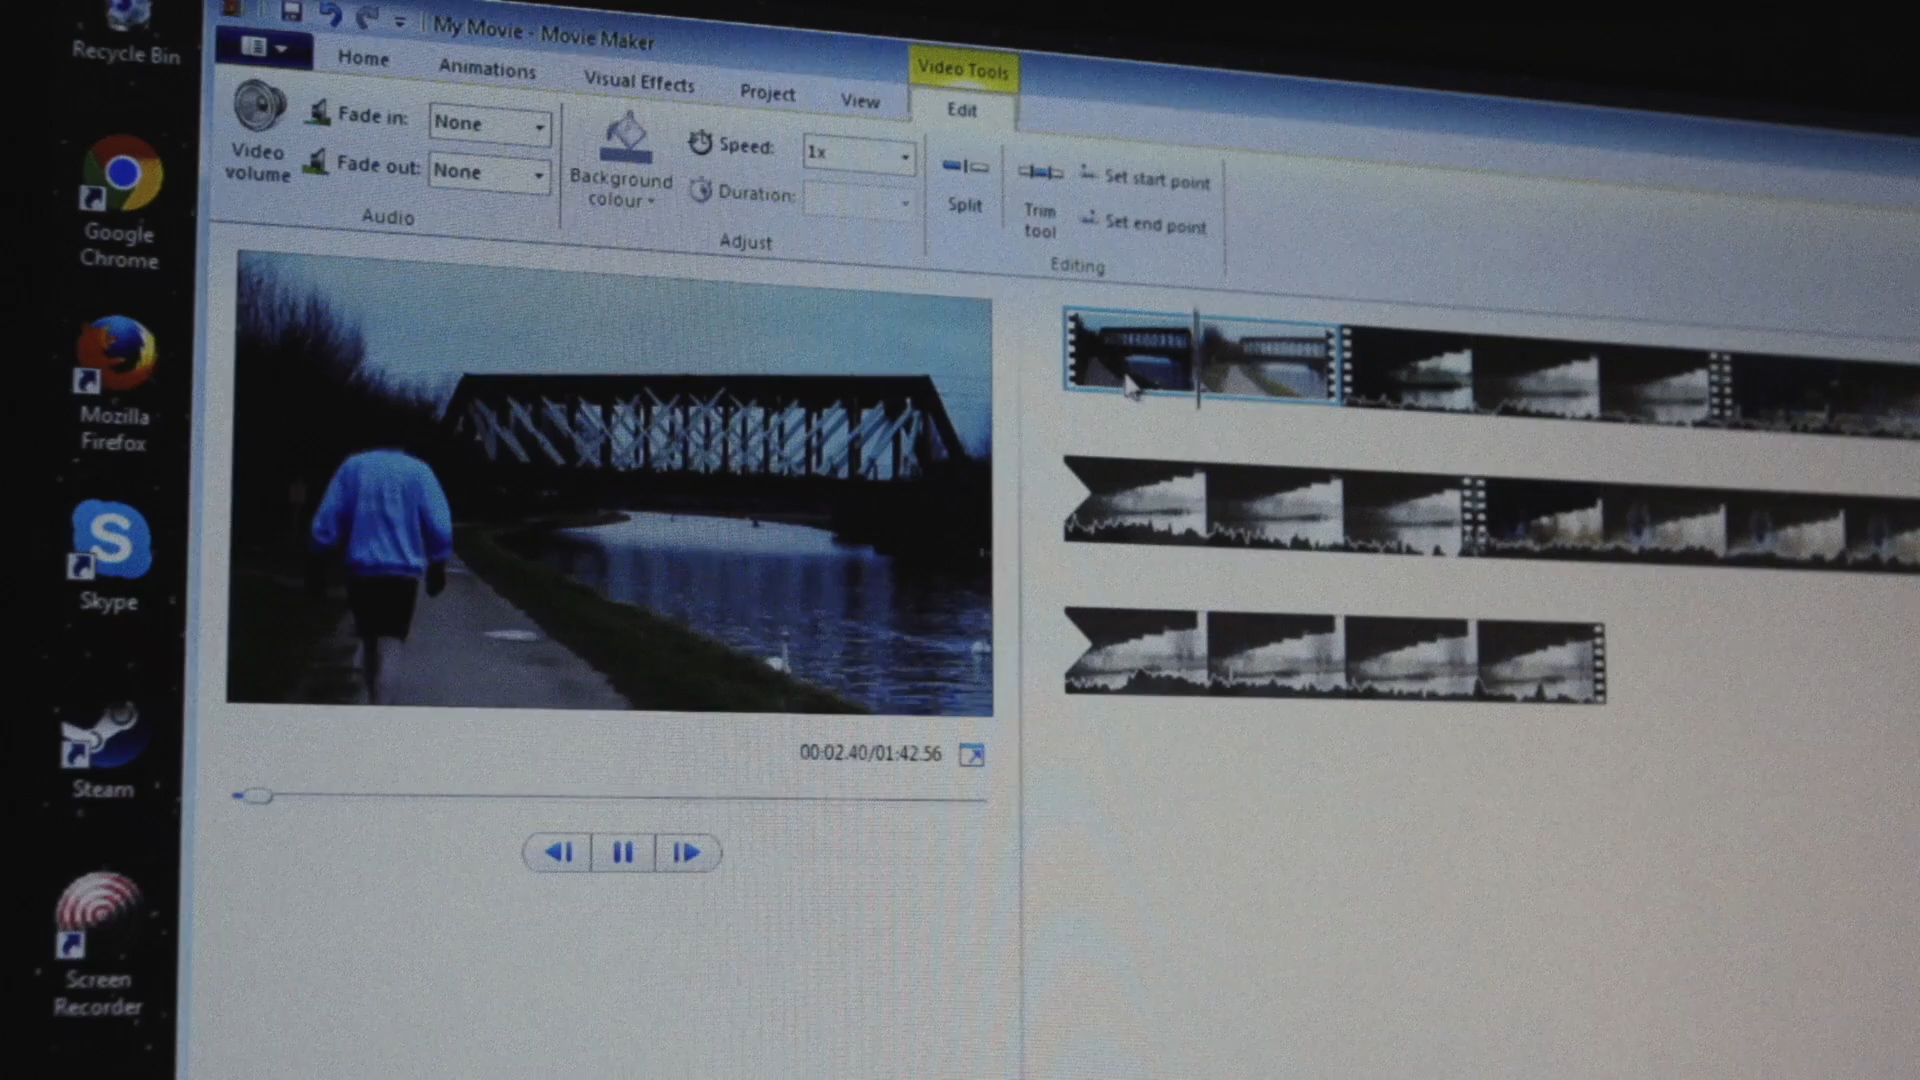 Recycle Bin
My Movie - Movie Maker
Video Tools
Home
Animations
Visual Effects
Project
View
Edit
Fade in:
None
Speed:
1x
Set start point
Video
volume
Fade out:
None
Background
colour
Duration:
Split
Trim
tool
Set end point
Audio
Adjust
Editing
Google
Chrome
Mozilla
Firefox
S
Skype
00:02.40/01:42.56
Steam
Screen
Recorder